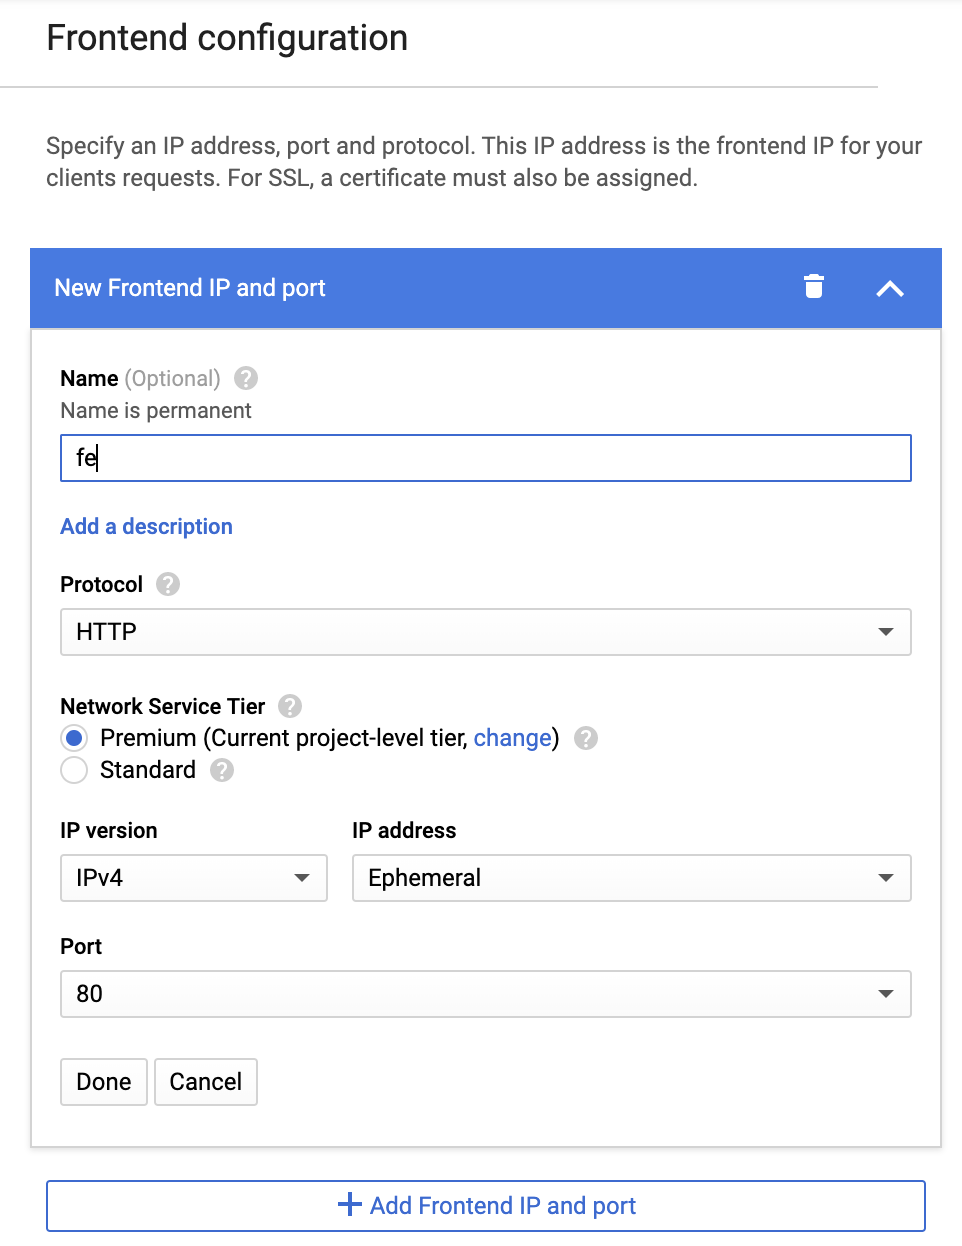 Frontend configuration
Specify an IP address, port and protocol. This IP address is the frontend IP for your
clients requests. For SSL, a certificate must also be assigned.
New Frontend IP and port
Name (Optional) ?
Name is permanent
fe
Add a description
Protocol ?
HTTP
Network Service Tier ?
Premium (Current project-level tier, change) ?
Standard ?
IP version IP address
IPv4 Ephemeral
Port
80
Done Cancel
+ Add Frontend IP and port